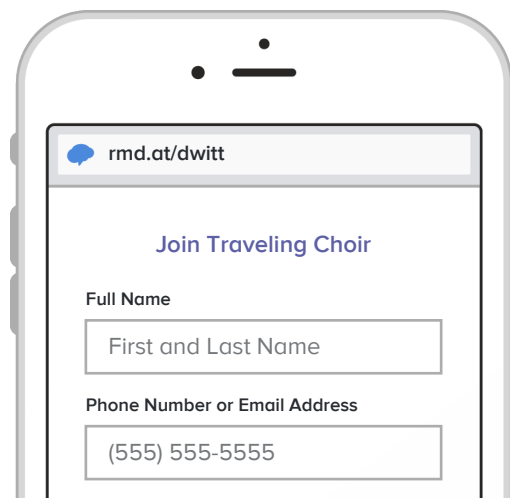 rmd.at/dwitt
Join Traveling Choir
Full Name
First and Last Name
Phone Number or Email Address
(555) 555-5555